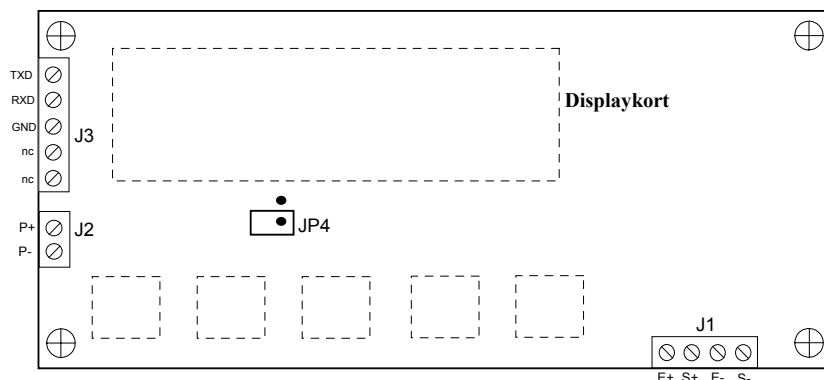 TXD
RXD
GND
nc
nc
J3
Displaykort
JP4
P+
P-
J2
J1
E+ S+ E- S-